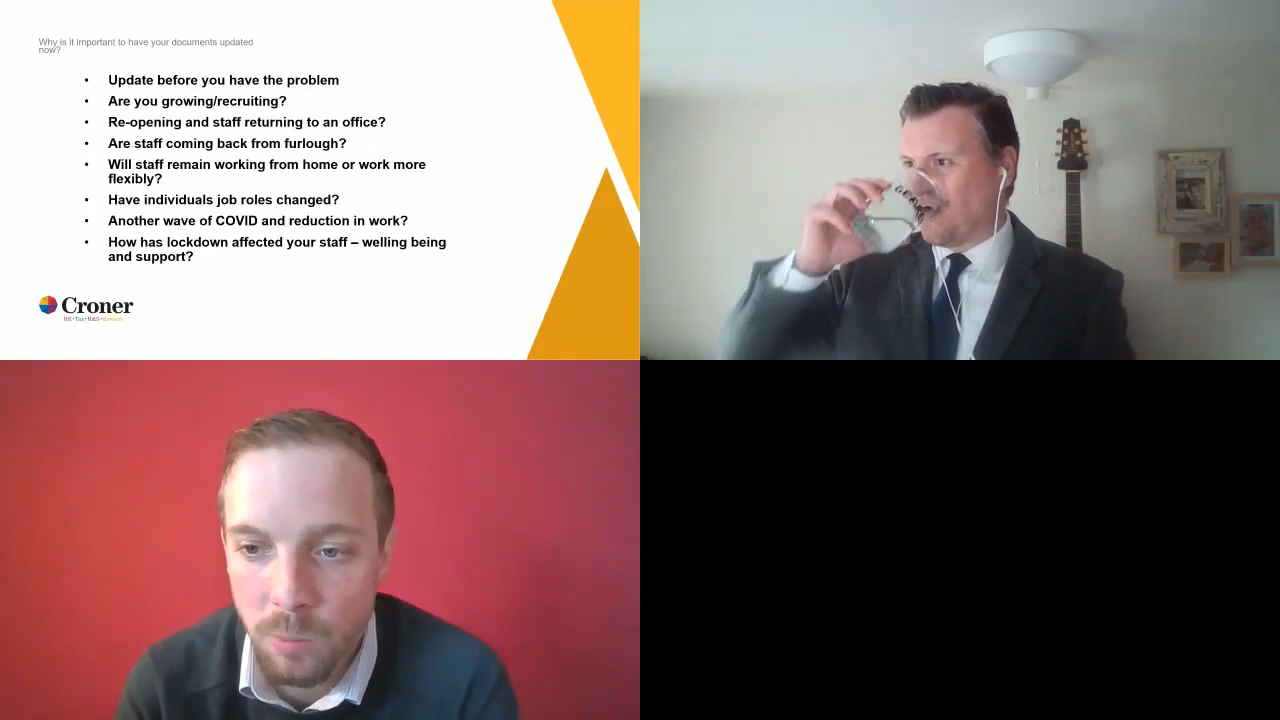 Why is it important to have your documents updated
now?
• Update before you have the problem
• Are you growing/recruiting?
• Re-opening and staff returning to an office?
• Are staff coming back from furlough?
• Will staff remain working from home or work more
flexibly?
• Have individuals job roles changed?
• Another wave of COVID and reduction in work?
• How has lockdown affected your staff – welling being
and support?
Croner
HR•Tax•H&S•Reward